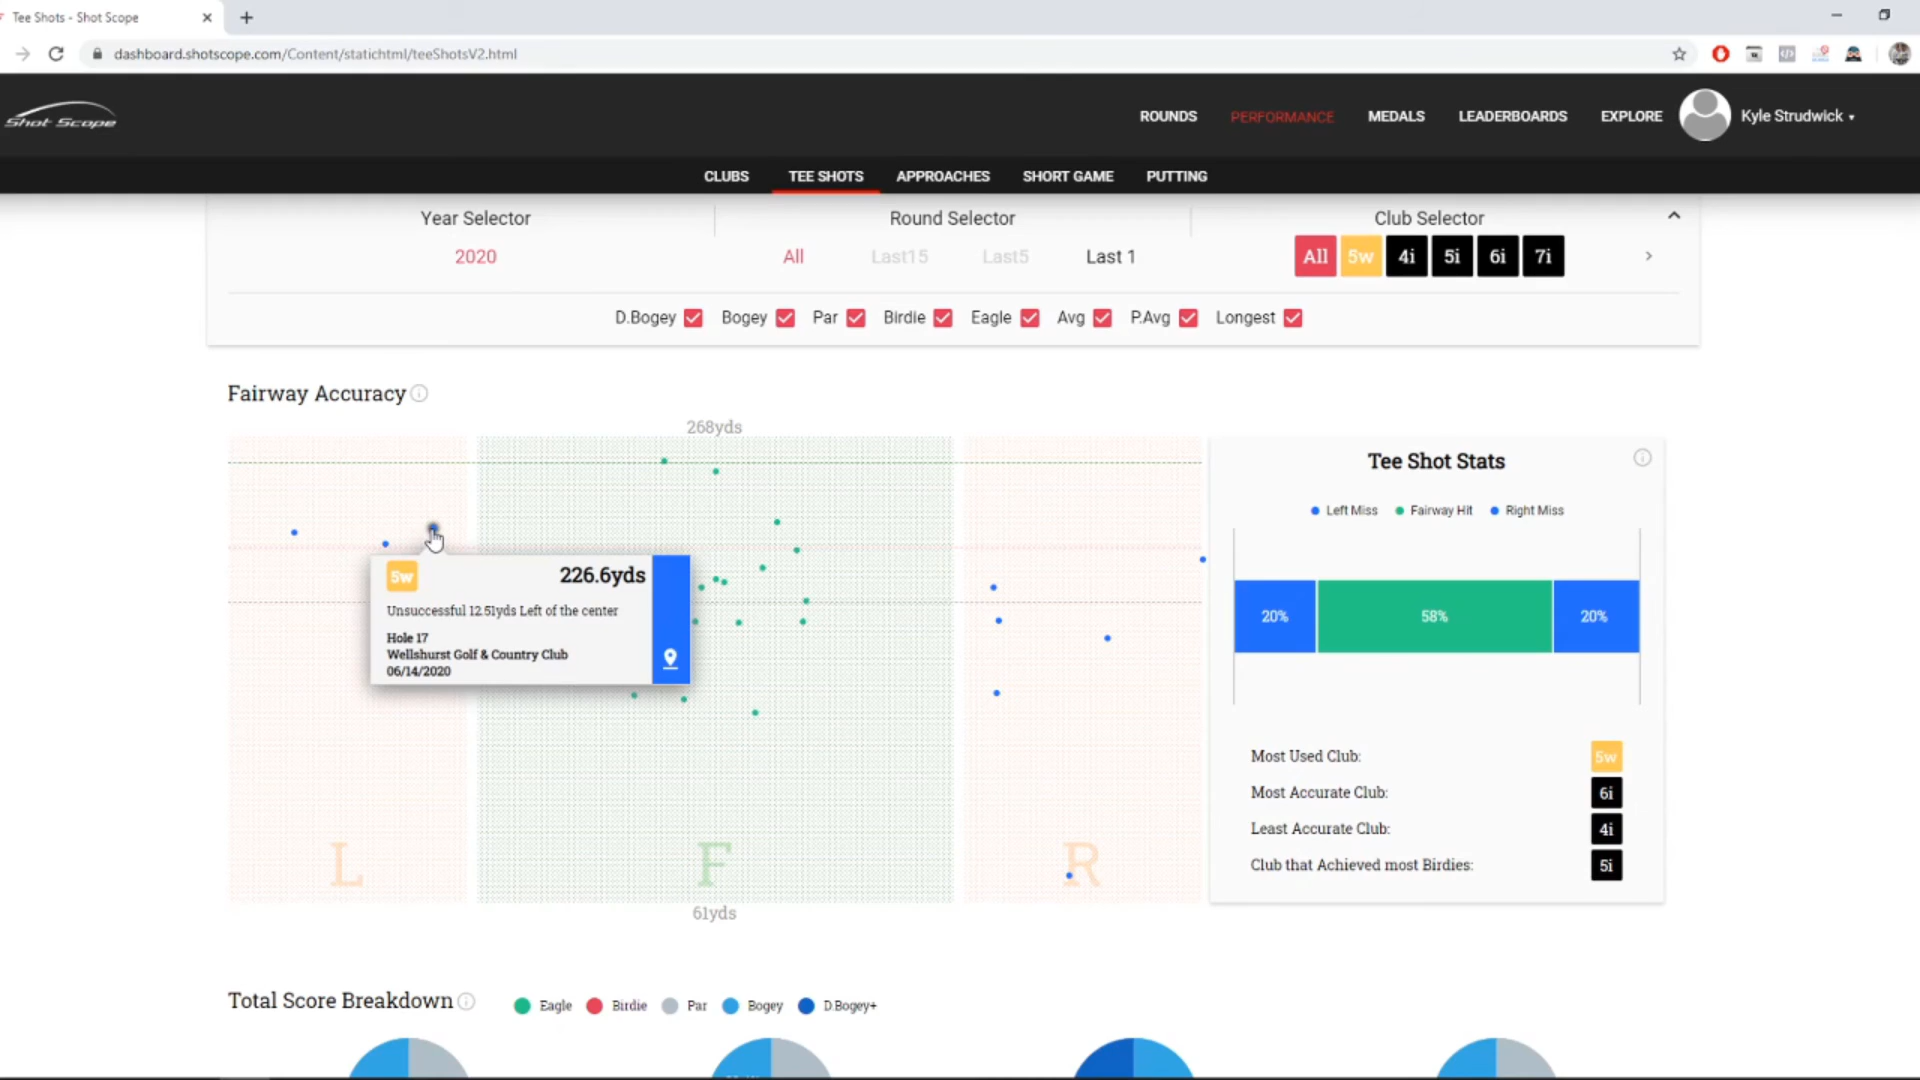 Tee Shots - Shot Scope
dashboard.shotscope.com/Content/statichtml/teeShotsV2.html
Shot Scope
ROUNDS PERFORMANCE MEDALS LEADERBOARDS EXPLORE Kyle Strudwick
CLUBS TEE SHOTS APPROACHES SHORT GAME PUTTING
Year Selector Round Selector Club Selector
2020 All Last15 Last5 Last 1 All 5w 4i 5i 6i 7i
D.Bogey Bogey Par Birdie Eagle Avg P.Avg Longest
Fairway Accuracy
268yds
Tee Shot Stats
Left Miss Fairway Hit Right Miss
5w 226.6yds
Unsuccessful 12.51yds Left of the center
Hole 17
Wellshurst Golf & Country Club
06/14/2020
20% 58% 20%
Most Used Club: 5w
Most Accurate Club: 6i
Least Accurate Club: 4i
Club that Achieved most Birdies: 5i
L F R
61yds
Total Score Breakdown Eagle Birdie Par Bogey D.Bogey+